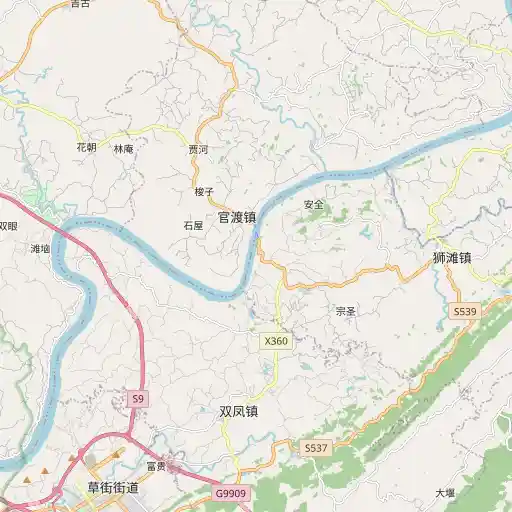 吉古
花朝
林庵
贾河
梭子
官渡镇
安全
石屋
双眼
滩垴
狮滩镇
宗圣
S539
X360
S9
双凤镇
S537
富贵
草街街道
G9909
大堰